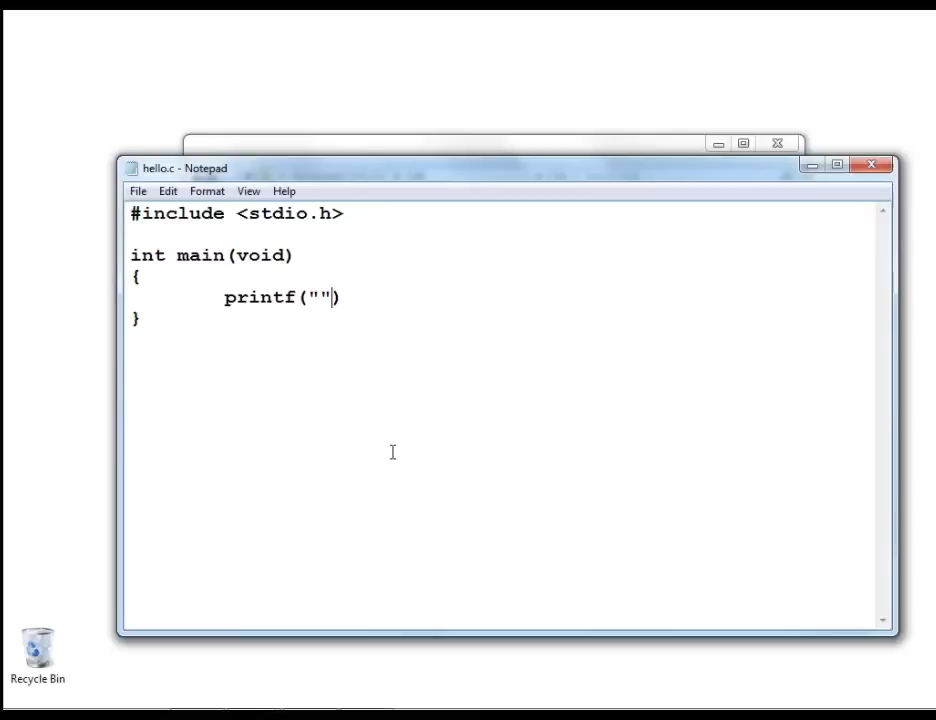 hello.c - Notepad
File Edit Format View Help
#include <stdio.h>
int main(void)
{
printf("")
}
Recycle Bin